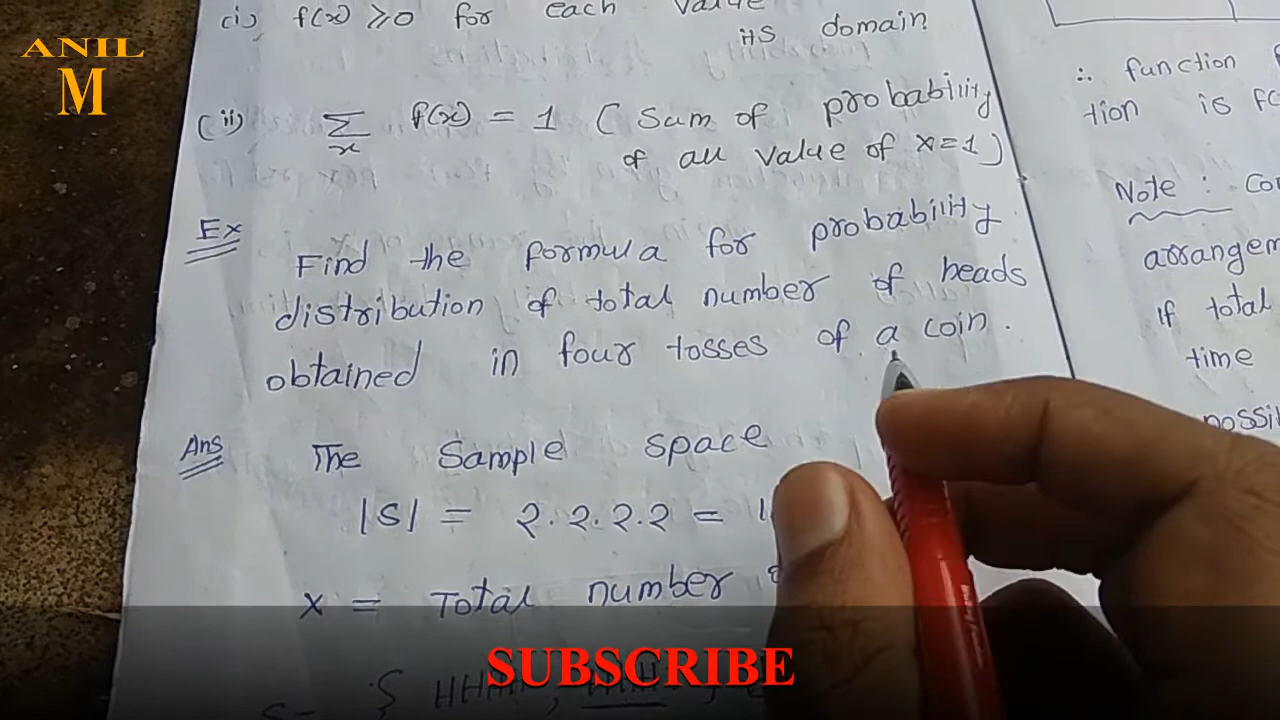 ANIL
M
(i) f(x) ≥0 for each value
its domain
(ii) Σ f(x) = 1 ( Sum of probability
x
of all value of x=1)
Ex
Find the formula for probability
distribution of total number of heads
obtained in four tosses of a coin.
Ans The Sample space
|S| = 2.2.2.2 =
x = Total number
S= { HHHH,
SUBSCRIBE
∴ function
tion is
Note :
If total
time